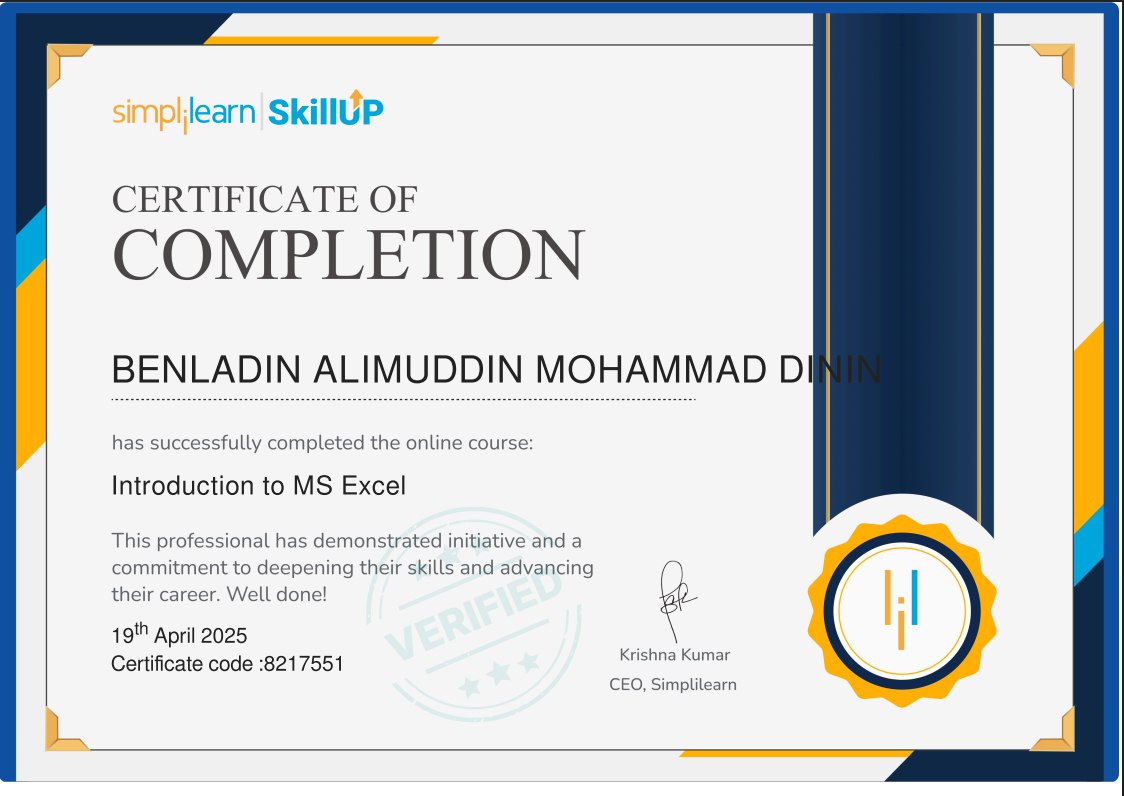 simplilearn | SkillUP
CERTIFICATE OF
COMPLETION
BENLADIN ALIMUDDIN MOHAMMAD DININ
has successfully completed the online course:
Introduction to MS Excel
This professional has demonstrated initiative and a
commitment to deepening their skills and advancing
their career. Well done!
19th April 2025
Certificate code :8217551
VERIFIED
Krishna Kumar
CEO, Simplilearn